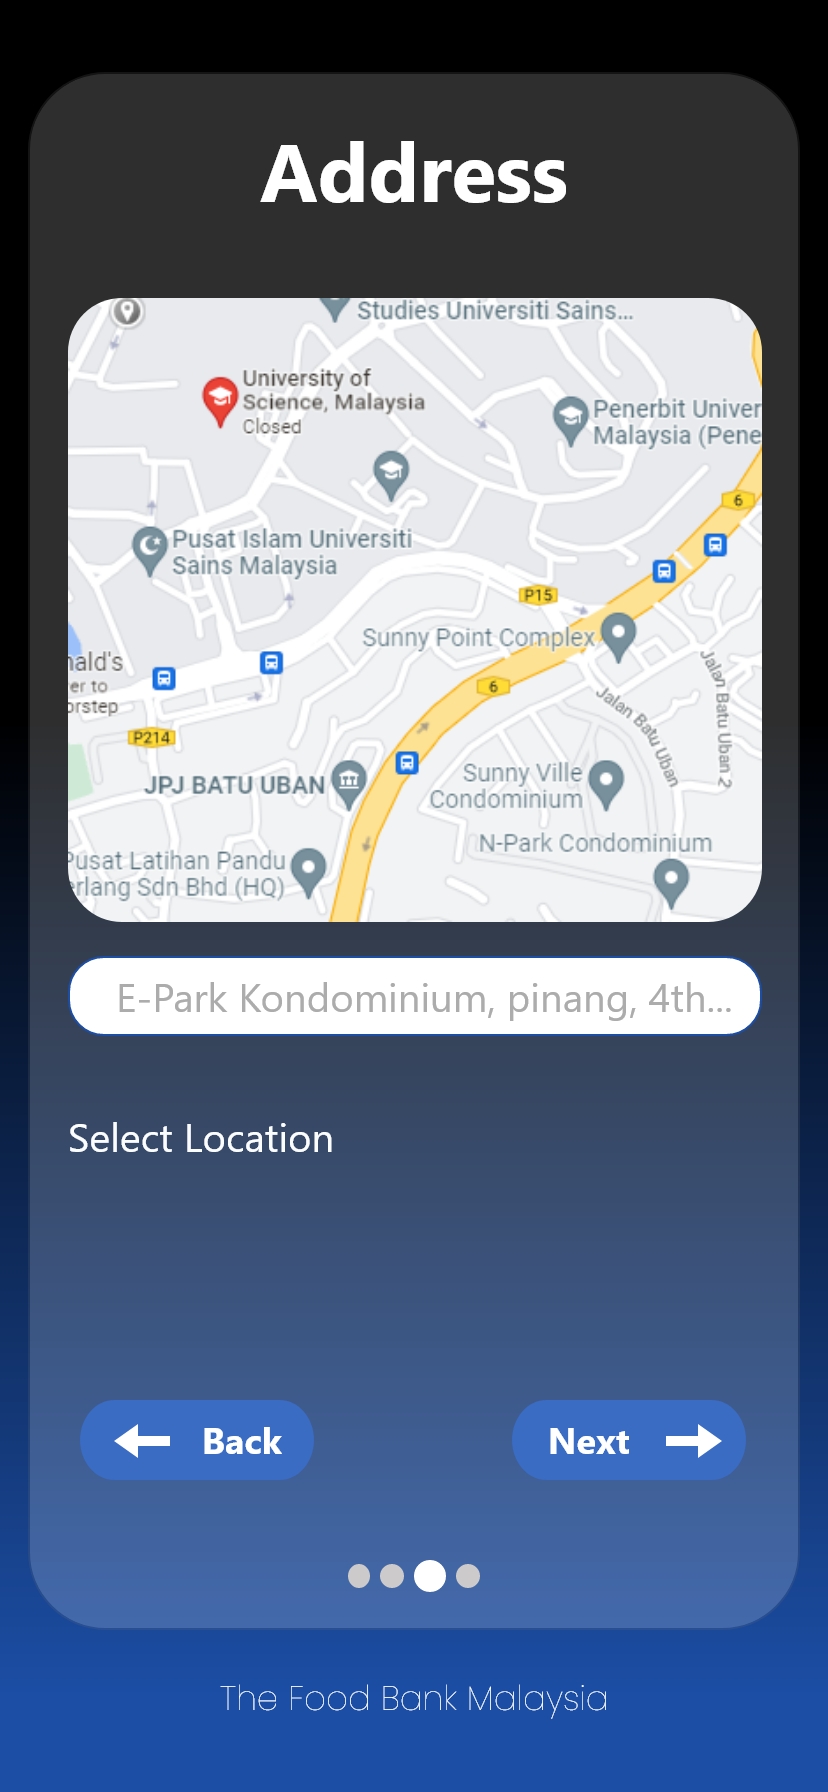 Address
Studies Universiti Sains...
University of
Science, Malaysia
Closed
Penerbit Univer
Malaysia (Pene
6
Pusat Islam Universiti
Sains Malaysia
P15
Sunny Point Complex
nald's
er to
orstep
6
Jalan Batu Uban
Jalan Batu Uban 2
P214
JPJ BATU UBAN
Sunny Ville
Condominium
N-Park Condominium
Pusat Latihan Pandu
erlang Sdn Bhd (HQ)
E-Park Kondominium, pinang, 4th...
Select Location
Back
Next
The Food Bank Malaysia